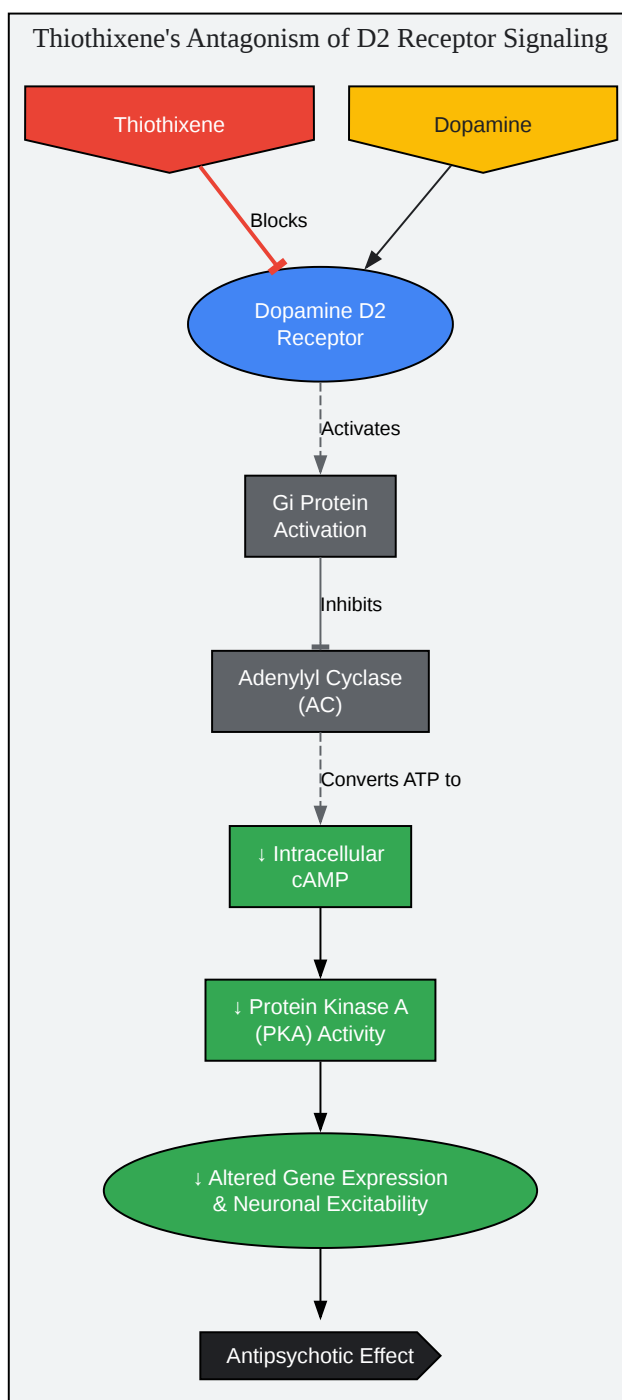 Thiothixene's Antagonism of D2 Receptor Signaling
Thiothixene
Dopamine
Blocks
Dopamine D2
Receptor
Activates
Gi Protein
Activation
Inhibits
Adenylyl Cyclase
(AC)
Converts ATP to
↓ Intracellular
cAMP
↓ Protein Kinase A
(PKA) Activity
↓ Altered Gene Expression
& Neuronal Excitability
Antipsychotic Effect